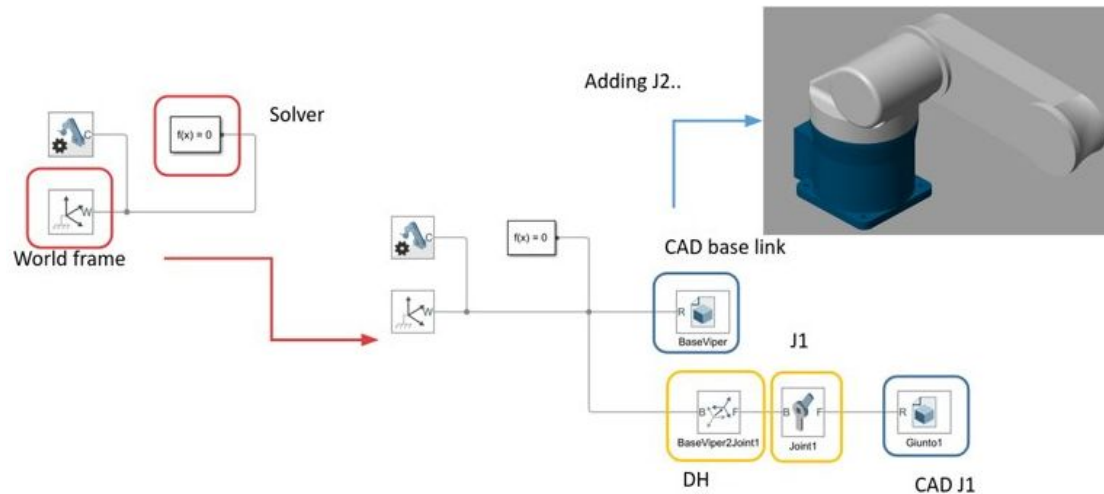 Adding J2..
Solver
C
f(x) = 0
W
World frame
C
f(x) = 0
CAD base link
W
R
BaseViper
J1
B F
BaseViper2Joint1
B F
Joint1
R
Giunto1
DH
CAD J1